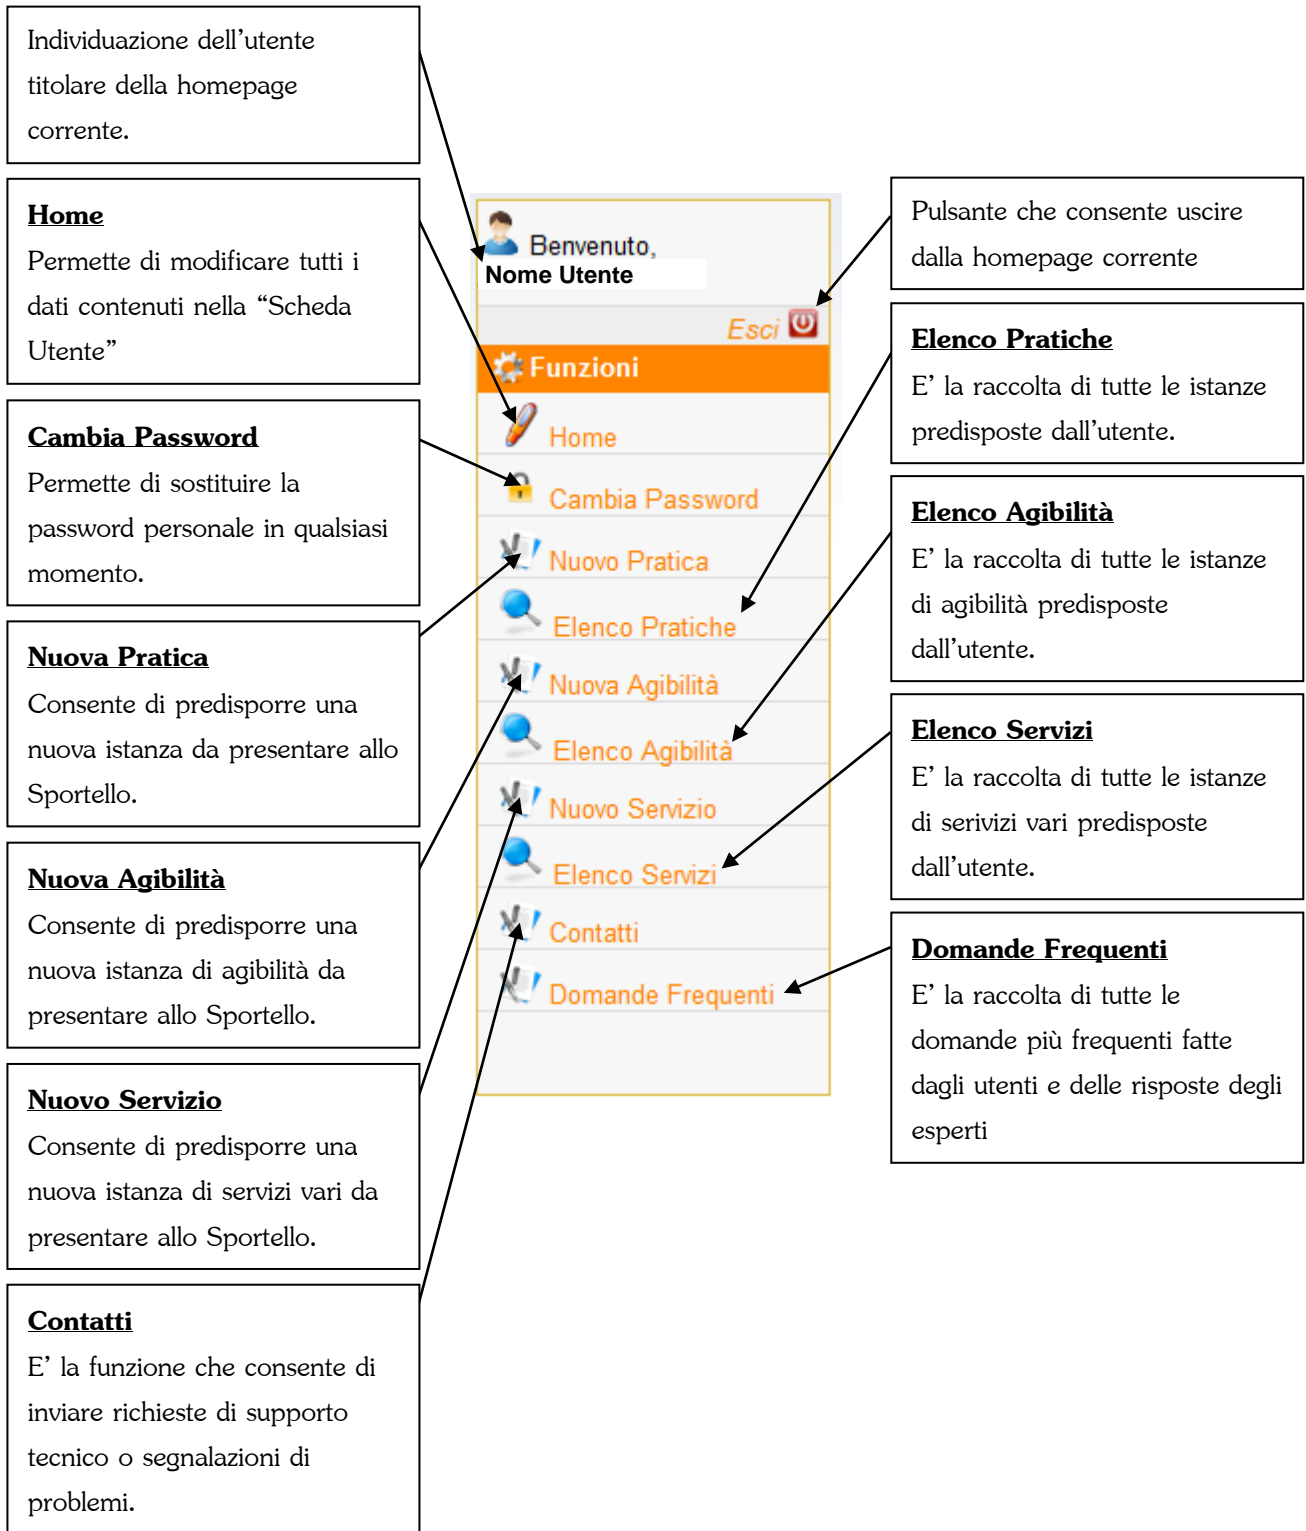 Individuazione dell'utente
titolare della homepage
corrente.
Home
Permette di modificare tutti i
dati contenuti nella “Scheda
Utente”
Cambia Password
Permette di sostituire la
password personale in qualsiasi
momento.
Nuova Pratica
Consente di predisporre una
nuova istanza da presentare allo
Sportello.
Nuova Agibilità
Consente di predisporre una
nuova istanza di agibilità da
presentare allo Sportello.
Nuovo Servizio
Consente di predisporre una
nuova istanza di servizi vari da
presentare allo Sportello.
Contatti
E' la funzione che consente di
inviare richieste di supporto
tecnico o segnalazioni di
problemi.
Benvenuto,
Nome Utente
Esci
Funzioni
Home
Cambia Password
Nuovo Pratica
Elenco Pratiche
Nuova Agibilità
Elenco Agibilità
Nuovo Servizio
Elenco Servizi
Contatti
Domande Frequenti
Pulsante che consente uscire
dalla homepage corrente
Elenco Pratiche
E' la raccolta di tutte le istanze
predisposte dall'utente.
Elenco Agibilità
E' la raccolta di tutte le istanze
di agibilità predisposte
dall'utente.
Elenco Servizi
E' la raccolta di tutte le istanze
di serivizi vari predisposte
dall'utente.
Domande Frequenti
E' la raccolta di tutte le
domande più frequenti fatte
dagli utenti e delle risposte degli
esperti